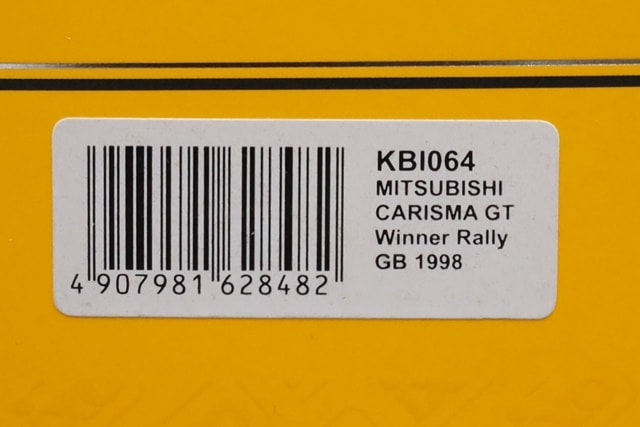 KBI064
MITSUBISHI
CARISMA GT
Winner Rally
GB 1998
4 907981 628482